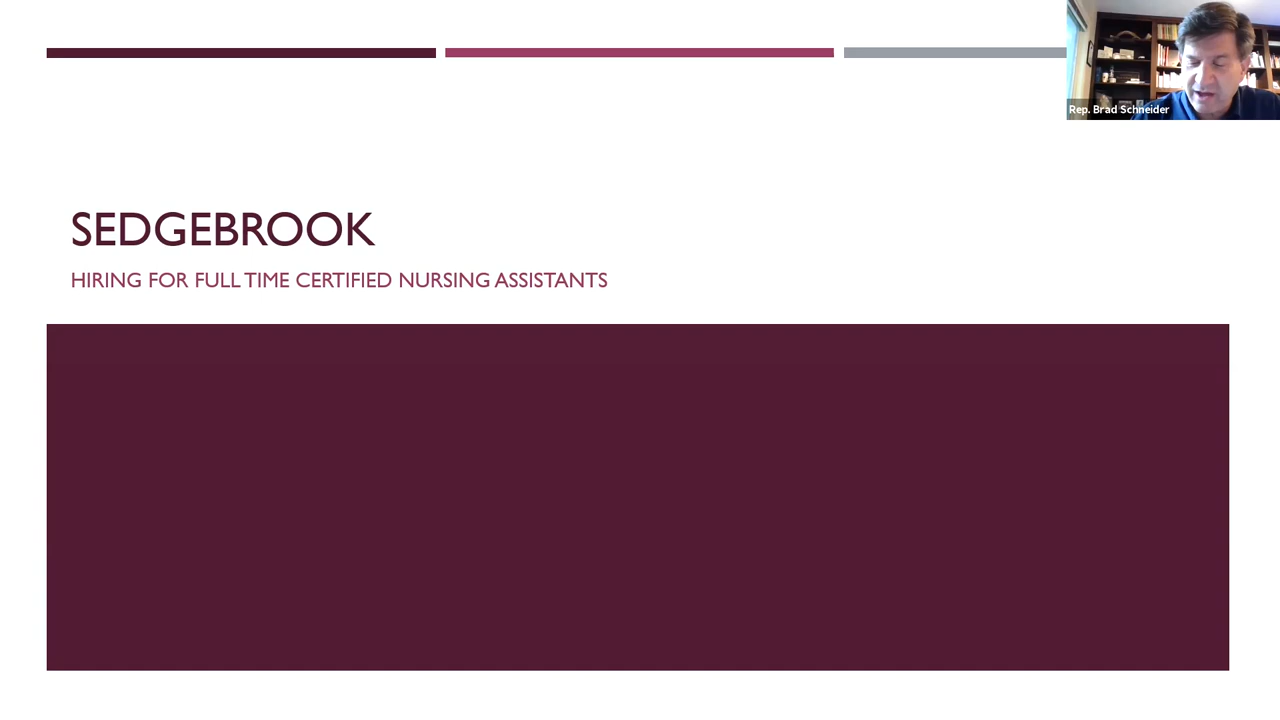 Rep. Brad Schneider
SEDGEBROOK
HIRING FOR FULL TIME CERTIFIED NURSING ASSISTANTS